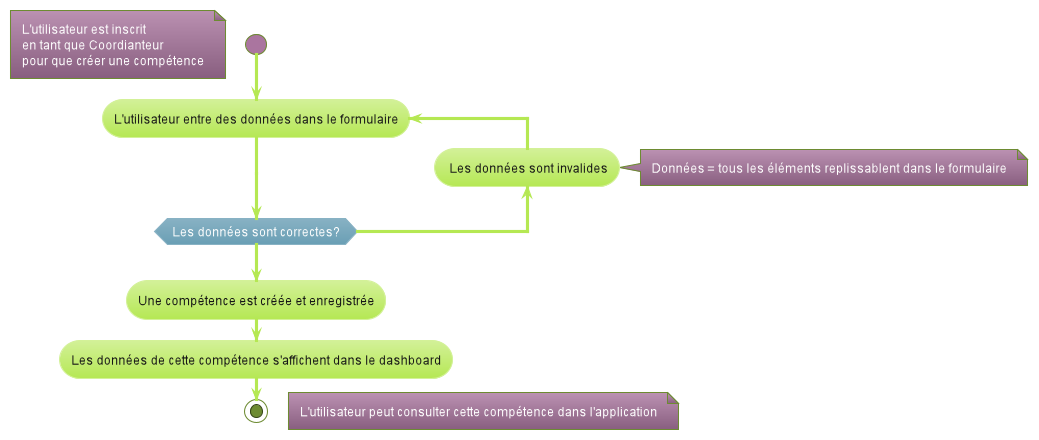 L'utilisateur est inscrit
en tant que Coordianteur
pour que créer une compétence
L'utilisateur entre des données dans le formulaire
Les données sont invalides
Données = tous les éléments replissablent dans le formulaire
Les données sont correctes?
Une compétence est créée et enregistrée
Les données de cette compétence s'affichent dans le dashboard
L'utilisateur peut consulter cette compétence dans l'application